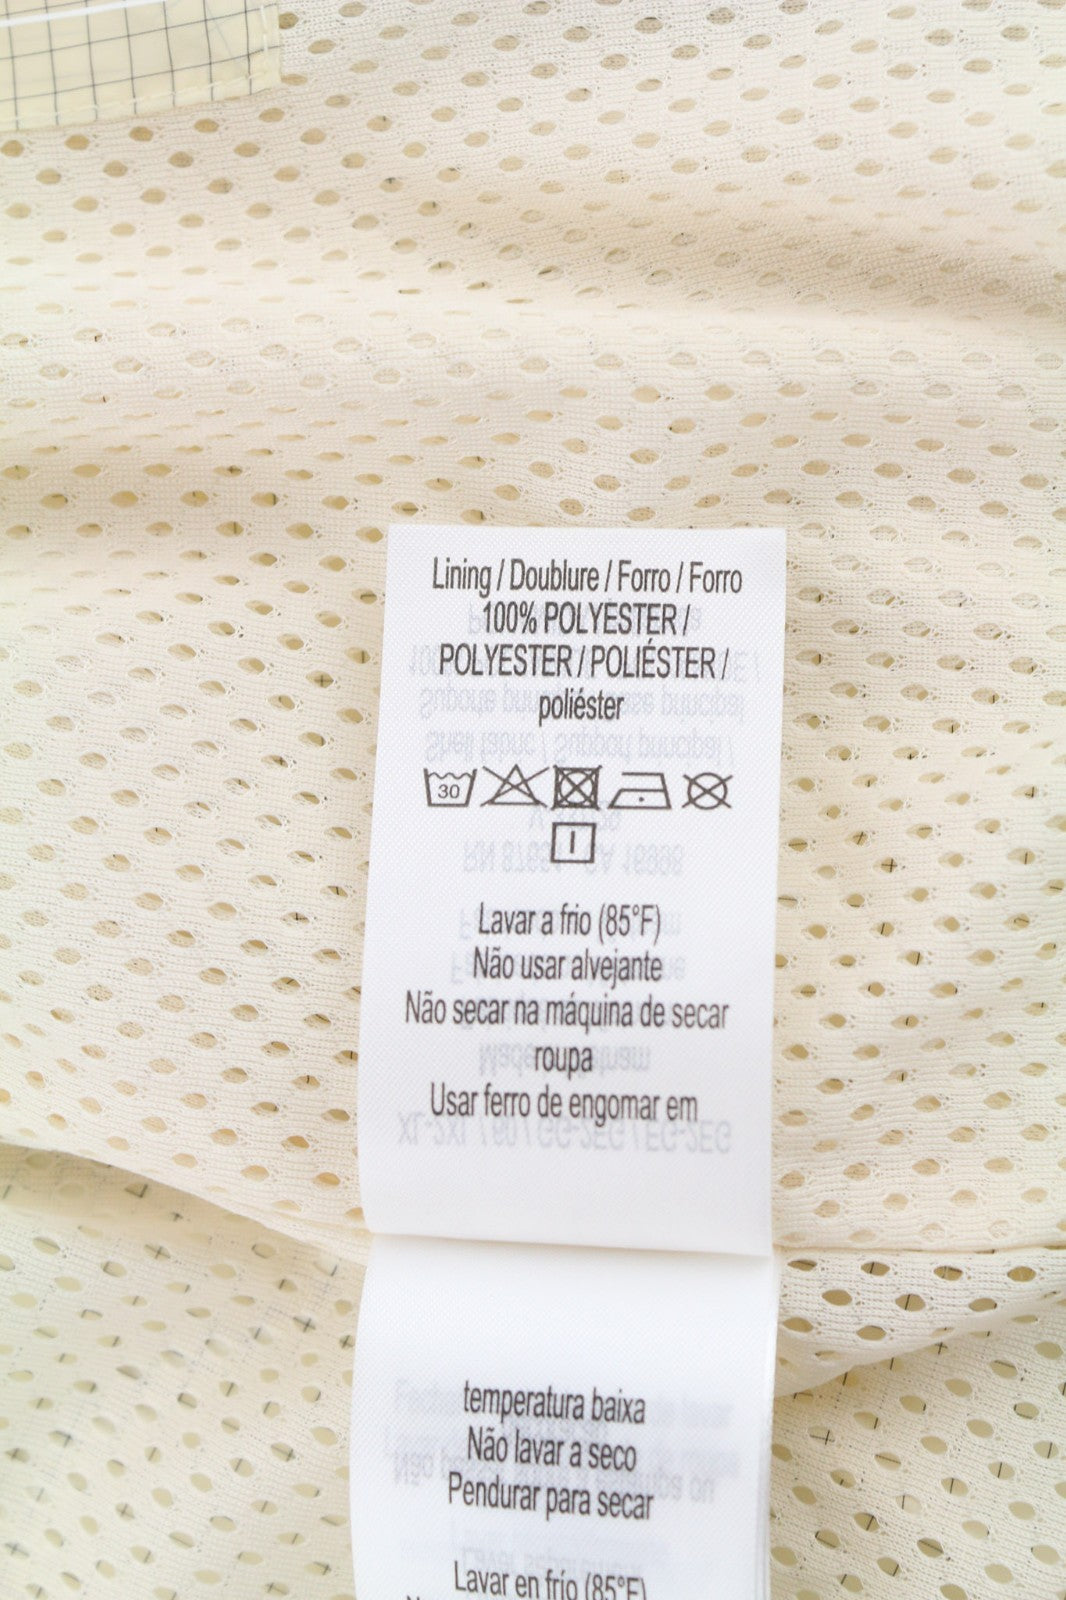 Lining / Doublure / Forro / Forro
100% POLYESTER /
POLYESTER / POLIÉSTER /
poliéster
30
Lavar a frio (85°F)
Não usar alvejante
Não secar na máquina de secar
roupa
Usar ferro de engomar em
temperatura baixa
Não lavar a seco
Pendurar para secar
Lavar en frío (85°F)